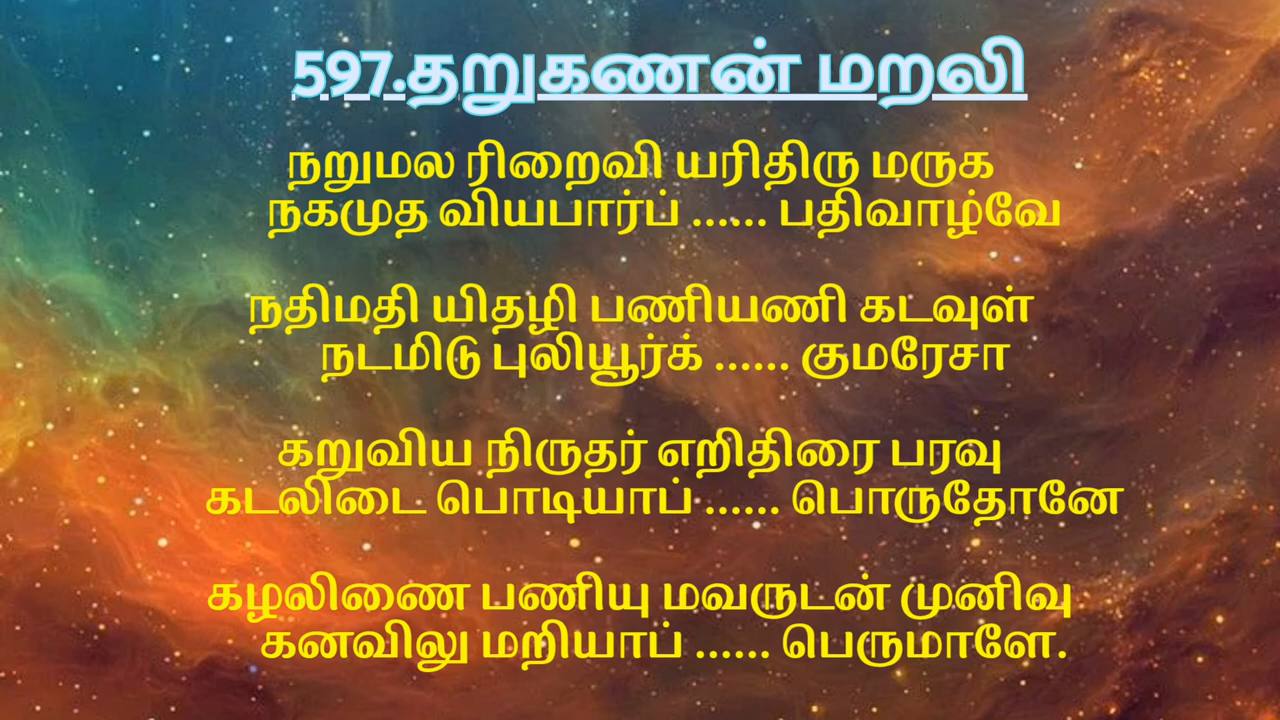 597.தறுகணன் மறலி
நறுமல ரிறைவி யரிதிரு மருக
நகமுத வியபார்ப் ...... பதிவாழ்வே
நதிமதி யிதழி பணியணி கடவுள்
நடமிடு புலியூர்க் ...... குமரேசா
கறுவிய நிருதர் எறிதிரை பரவு
கடலிடை பொடியாப் ...... பொருதோனே
கழலிணை பணியு மவருடன் முனிவு
கனவிலு மறியாப் ...... பெருமாளே.